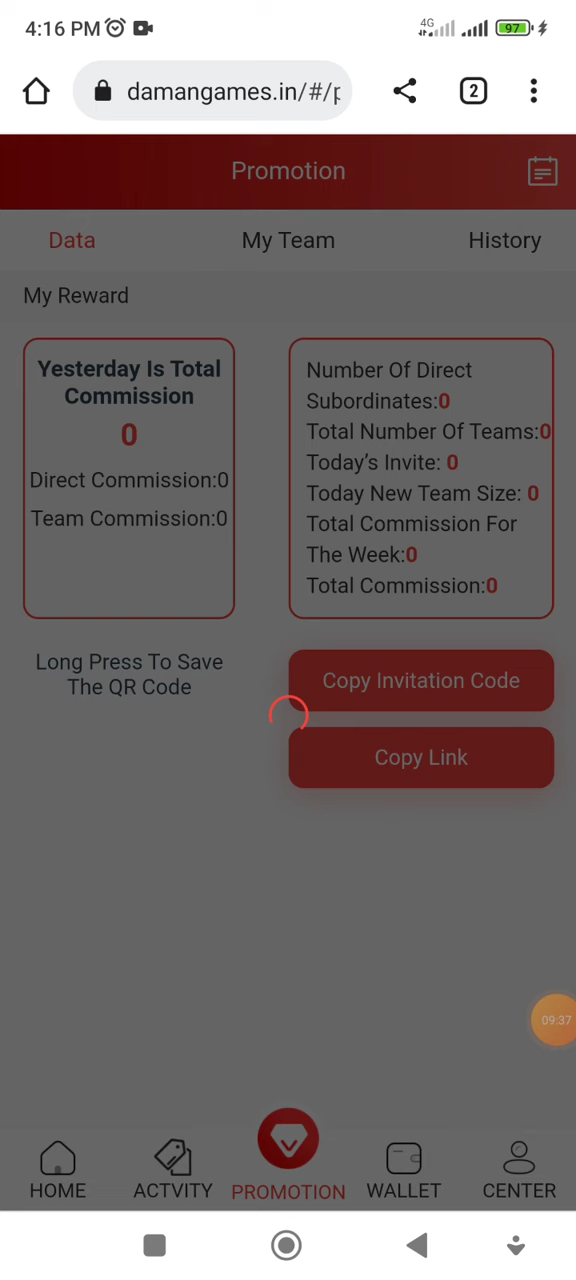 4:16 PM
4G
97
damangames.in/#/p
2
Promotion
Data
My Team
History
My Reward
Yesterday Is Total
Commission
0
Direct Commission:0
Team Commission:0
Number Of Direct
Subordinates:0
Total Number Of Teams:0
Today’s Invite: 0
Today New Team Size: 0
Total Commission For
The Week:0
Total Commission:0
Long Press To Save
The QR Code
Copy Invitation Code
Copy Link
09:37
HOME
ACTVITY
PROMOTION
WALLET
CENTER